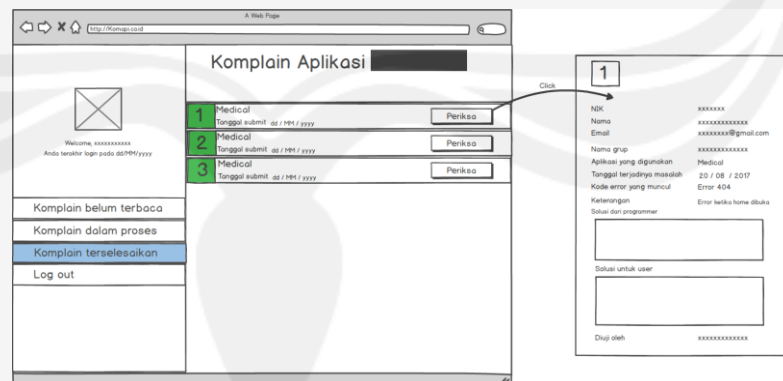 A Web Page
http://Komapi.co.id
Komplain Aplikasi
Welcome, xxxxxxxxxxx
Anda terakhir login pada dd/MM/yyyy
Komplain belum terbaca
Komplain dalam proses
Komplain terselesaikan
Log out
1 Medical
Tanggal submit dd / MM / yyyy
Periksa
2 Medical
Tanggal submit dd / MM / yyyy
Periksa
3 Medical
Tanggal submit dd / MM / yyyy
Periksa
Click
1
NIK xxxxxxx
Nama xxxxxxxxxxxxx
Email xxxxxxxx@gmail.com
Nama grup xxxxxxxxxxxxx
Aplikasi yang digunakan Medical
Tanggal terjadinya masalah 20 / 08 / 2017
Kode error yang muncul Error 404
Keterangan Error ketika home dibuka
Solusi dari programmer
Solusi untuk user
Diuji oleh xxxxxxxxxxxxx